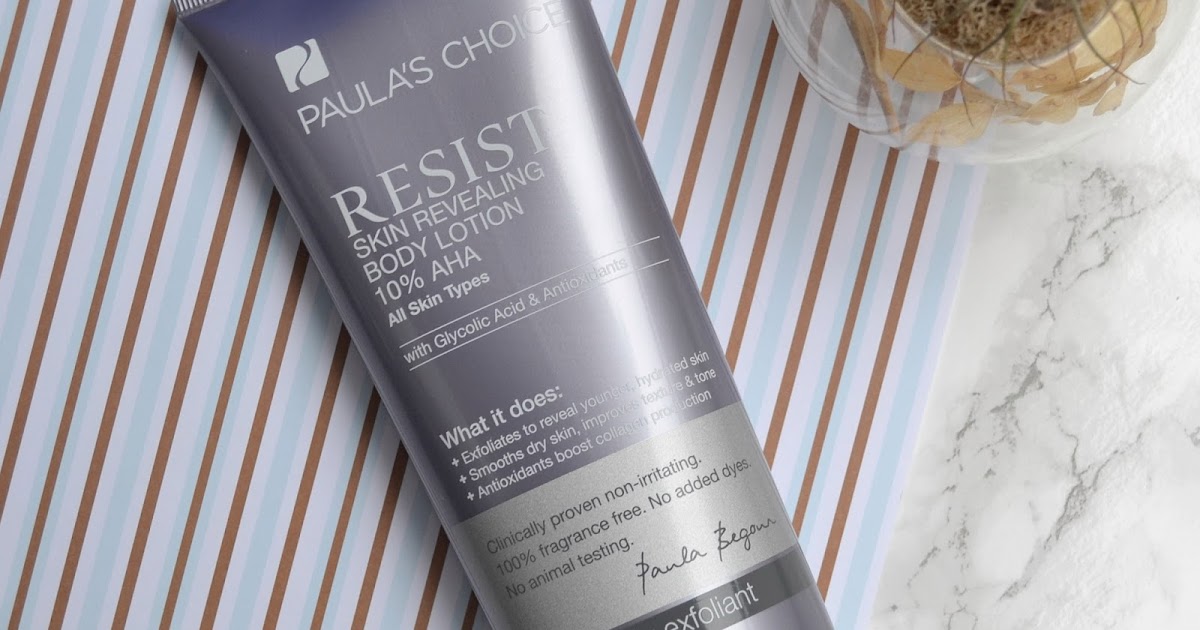 PAULA'S CHOICE
RESIST
SKIN REVEALING
BODY LOTION
10% AHA
All Skin Types
with Glycolic Acid & Antioxidants
What it does:
+ Exfoliates to reveal younger, hydrated skin
+ Smooths dry skin, improves texture & tone
+ Antioxidants boost collagen production
Clinically proven non-irritating.
100% fragrance free. No added dyes.
No animal testing.
Paula Begoun
exfoliant